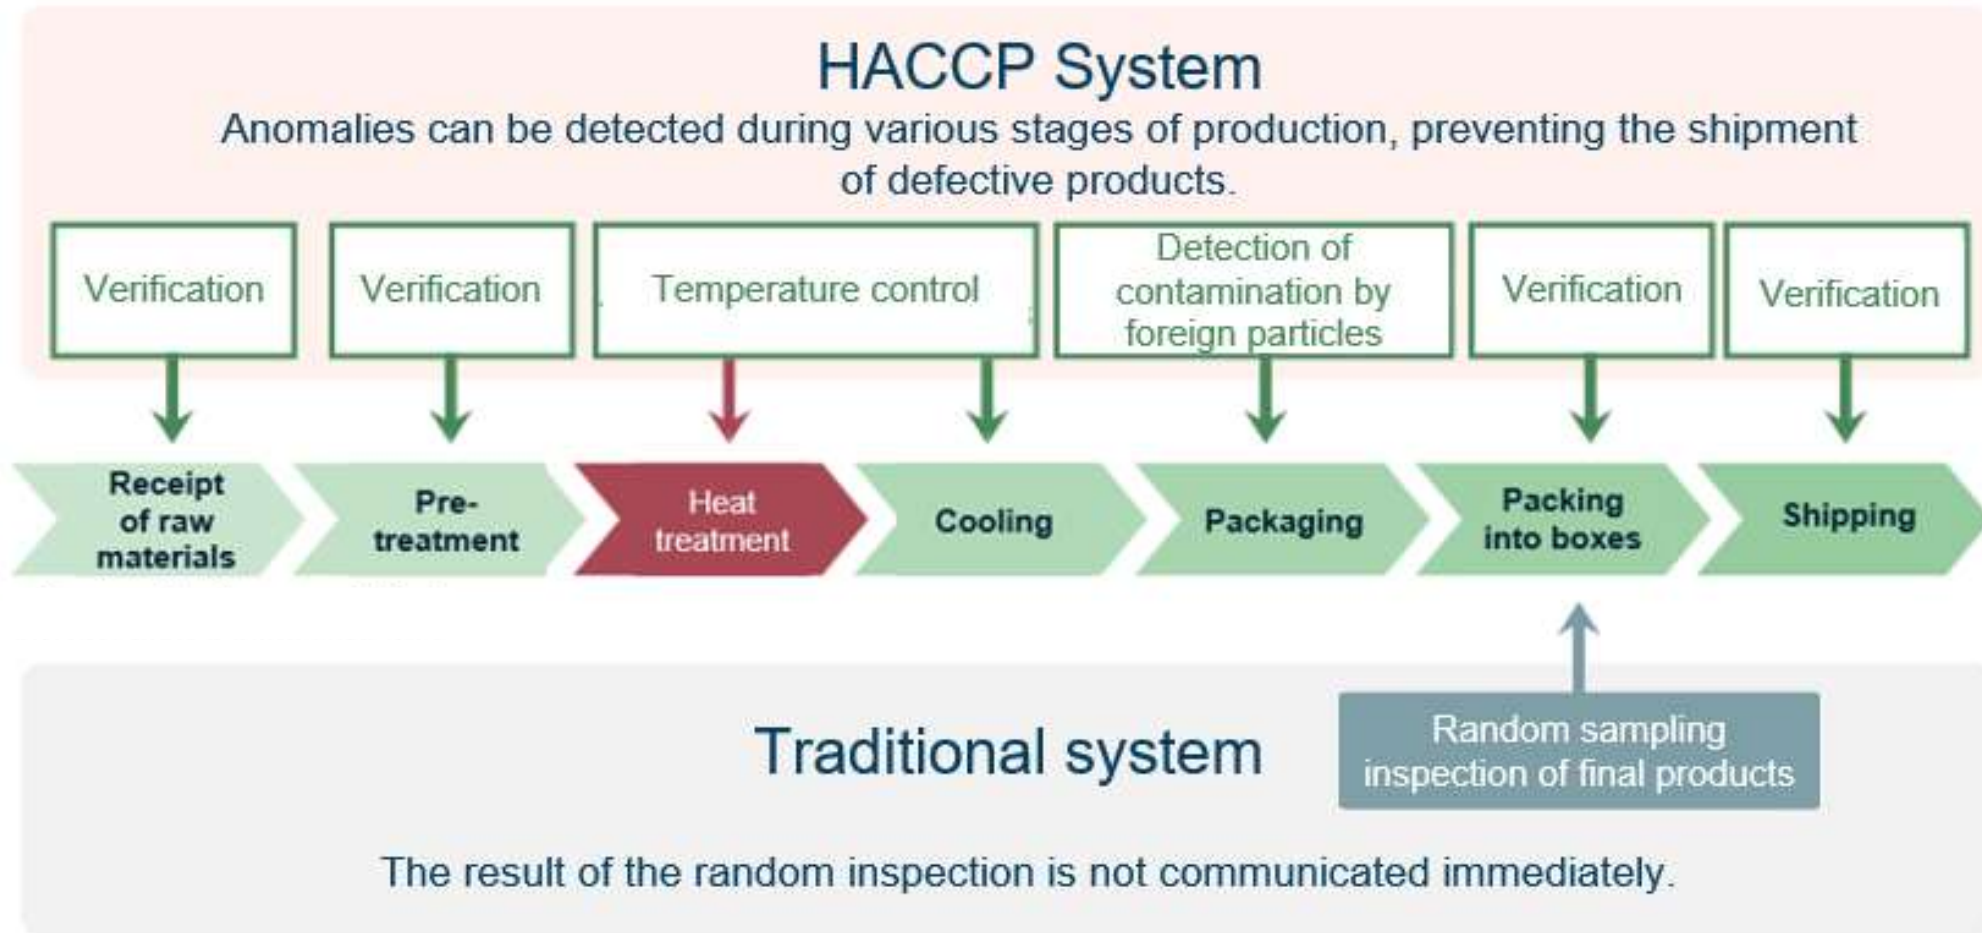 HACCP System
Anomalies can be detected during various stages of production, preventing the shipment
of defective products.
Verification
Verification
Temperature control
Detection of
contamination by
foreign particles
Verification
Verification
Receipt
of raw
materials
Pre-
treatment
Heat
treatment
Cooling
Packaging
Packing
into boxes
Shipping
Traditional system
Random sampling
inspection of final products
The result of the random inspection is not communicated immediately.